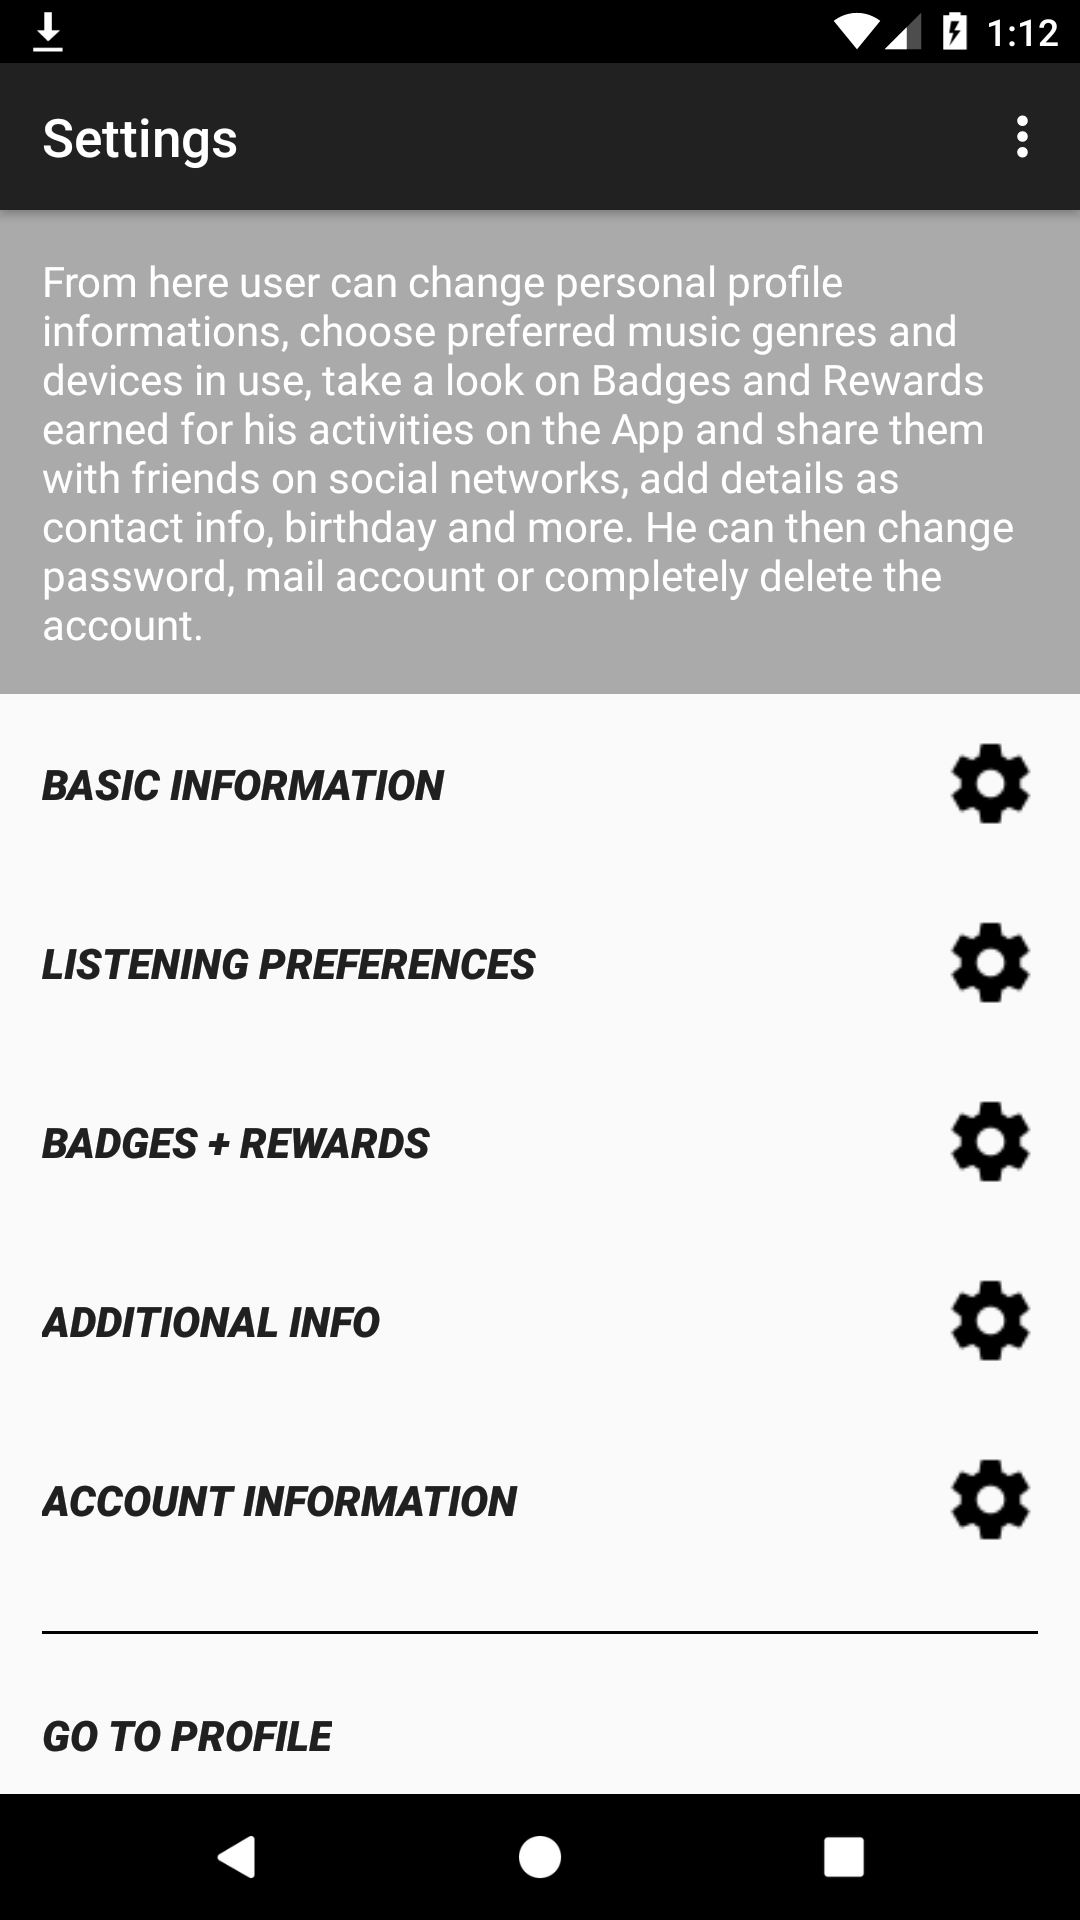 1:12
Settings
From here user can change personal profile
informations, choose preferred music genres and
devices in use, take a look on Badges and Rewards
earned for his activities on the App and share them
with friends on social networks, add details as
contact info, birthday and more. He can then change
password, mail account or completely delete the
account.
BASIC INFORMATION
LISTENING PREFERENCES
BADGES + REWARDS
ADDITIONAL INFO
ACCOUNT INFORMATION
GO TO PROFILE